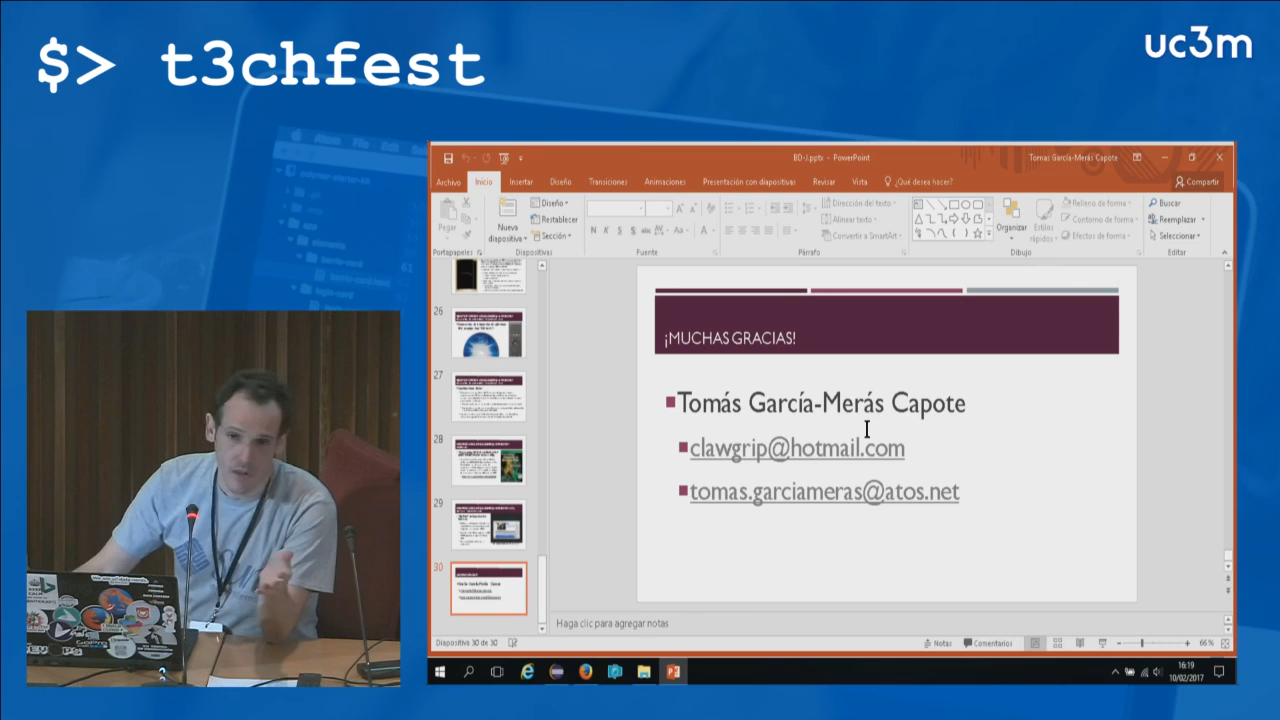 $> t3chfest
uc3m
BD-J.pptx - PowerPoint
Tomas García-Merás Capote
Archivo
Inicio
Insertar
Diseño
Transiciones
Animaciones
Presentación con diapositivas
Revisar
Vista
¿Qué desea hacer?
Compartir
Pegar
Nueva
diapositiva
Diseño
Restablecer
Sección
N K S S abc AV Aa A
Dirección del texto
Alinear texto
Convertir a SmartArt
Organizar
Estilos
rápidos
Relleno de forma
Contorno de forma
Efectos de forma
Buscar
Reemplazar
Seleccionar
Portapapeles
Diapositivas
Fuente
Párrafo
Dibujo
Editar
26
27
28
29
30
¡MUCHAS GRACIAS!
Tomás García-Merás Capote
clawgrip@hotmail.com
tomas.garciameras@atos.net
Haga clic para agregar notas
Diapositiva 30 de 30
Notas
Comentarios
66%
16:19
10/02/2017